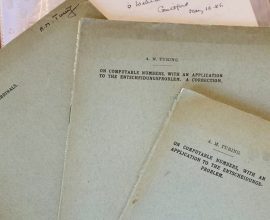 A. M. TURING.
ON COMPUTABLE NUMBERS, WITH AN APPLICATION
TO THE ENTSCHEIDUNGSPROBLEM. A CORRECTION.
A. M. TURING.
ON COMPUTABLE NUMBERS, WITH AN
APPLICATION TO THE ENTSCHEIDUNGS-
PROBLEM.